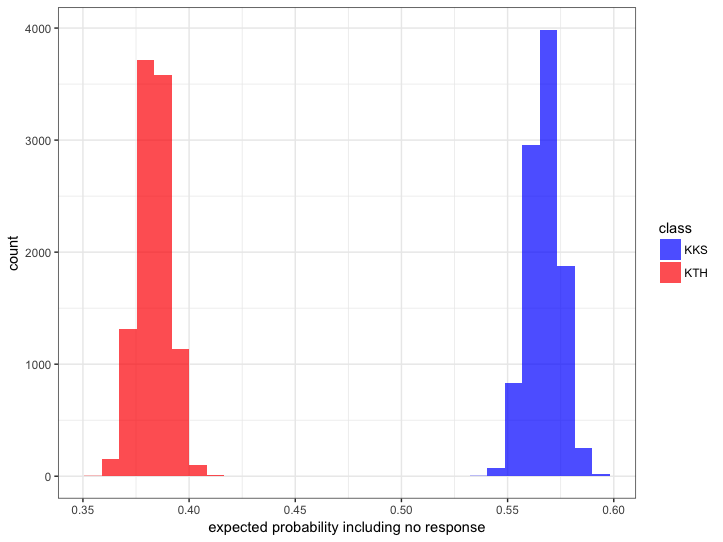 4000
3000
2000
1000
0
count
0.35 0.40 0.45 0.50 0.55 0.60
expected probability including no response
class
KKS
KTH